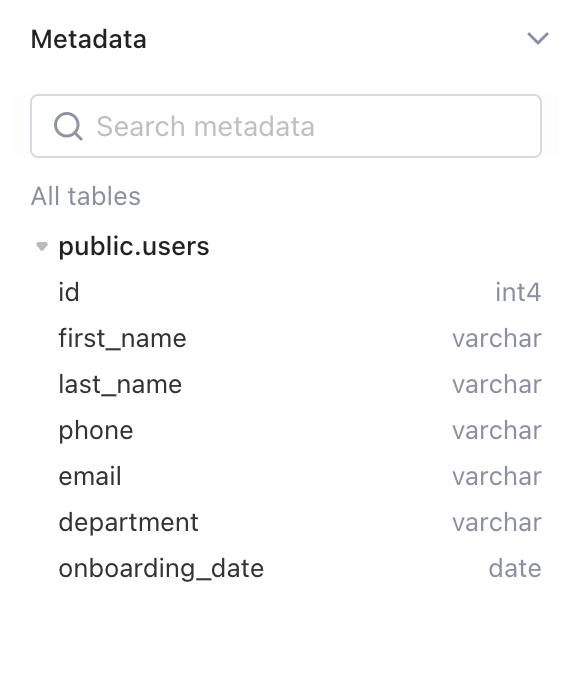 Metadata
Search metadata
All tables
public.users
id int4
first_name varchar
last_name varchar
phone varchar
email varchar
department varchar
onboarding_date date